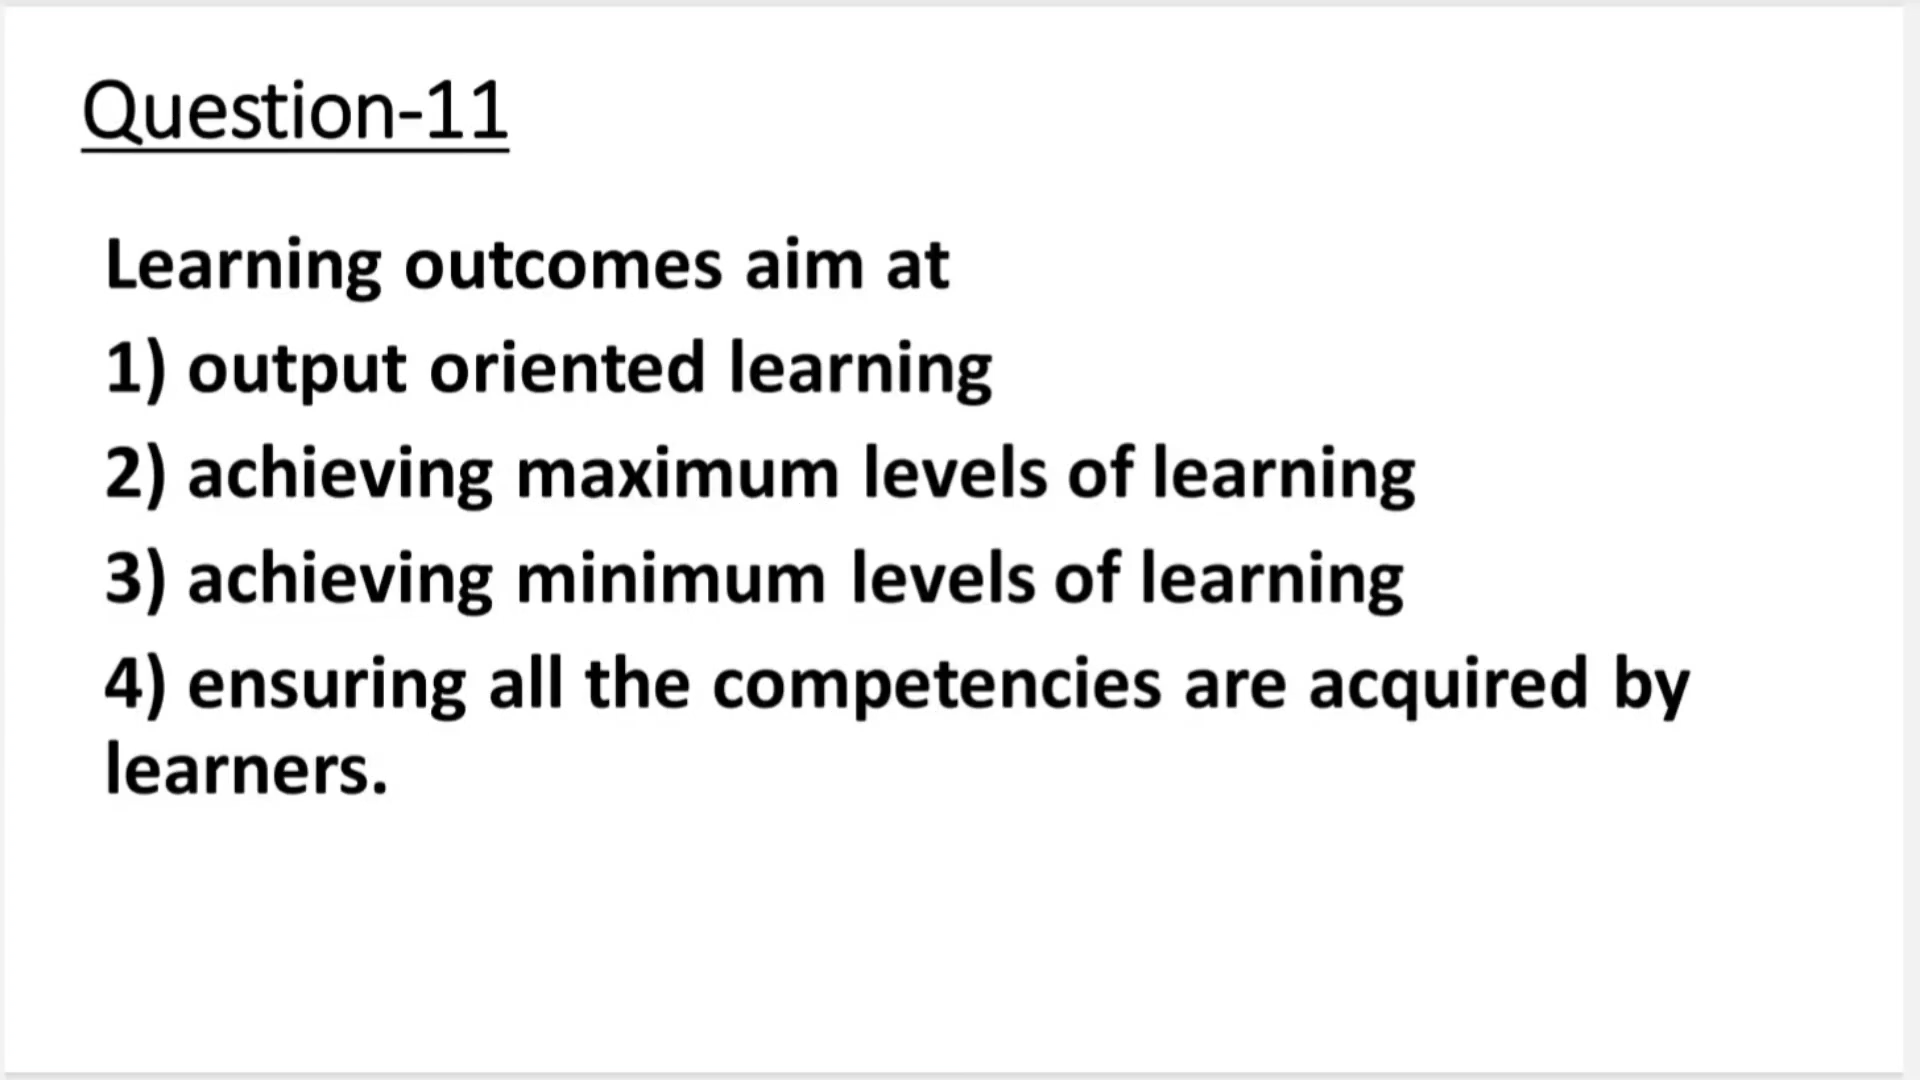 Question-11
Learning outcomes aim at
1) output oriented learning
2) achieving maximum levels of learning
3) achieving minimum levels of learning
4) ensuring all the competencies are acquired by
learners.